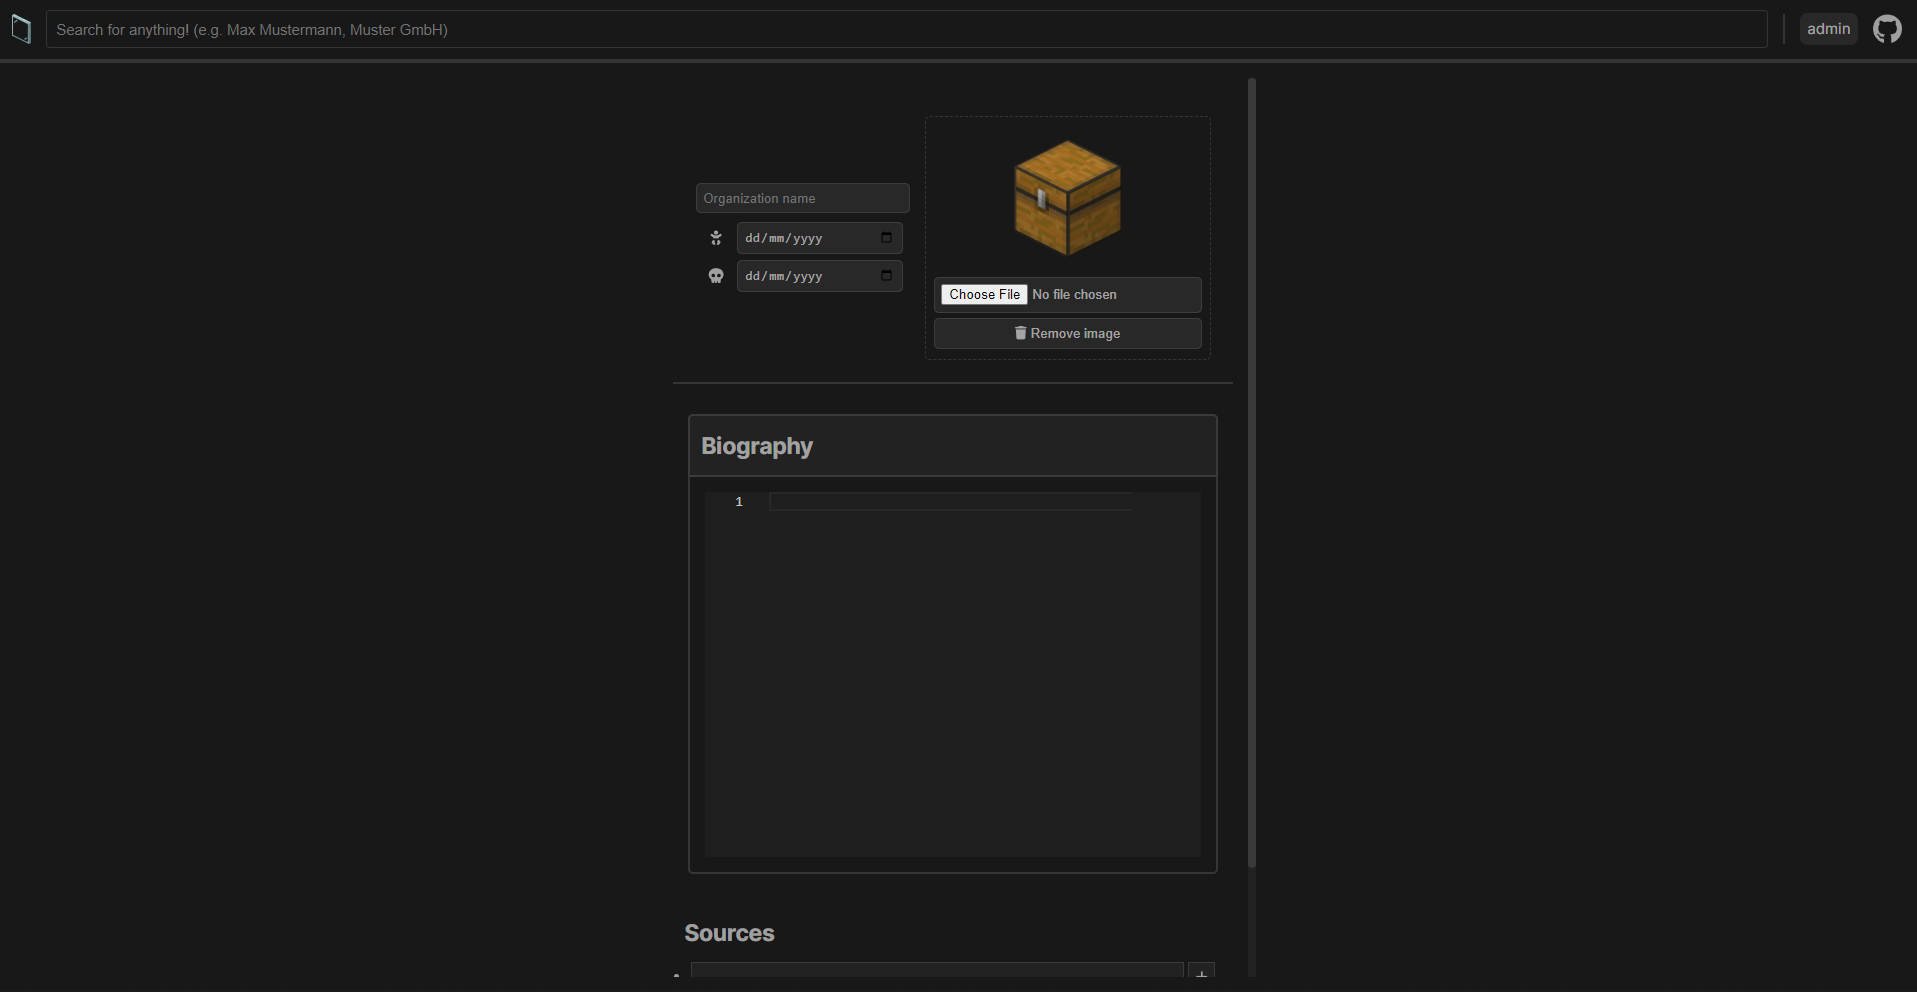 Search for anything! (e.g. Max Mustermann, Muster GmbH)
admin
Organization name
dd/mm/yyyy
dd/mm/yyyy
Choose File No file chosen
Remove image
Biography
1
Sources
+